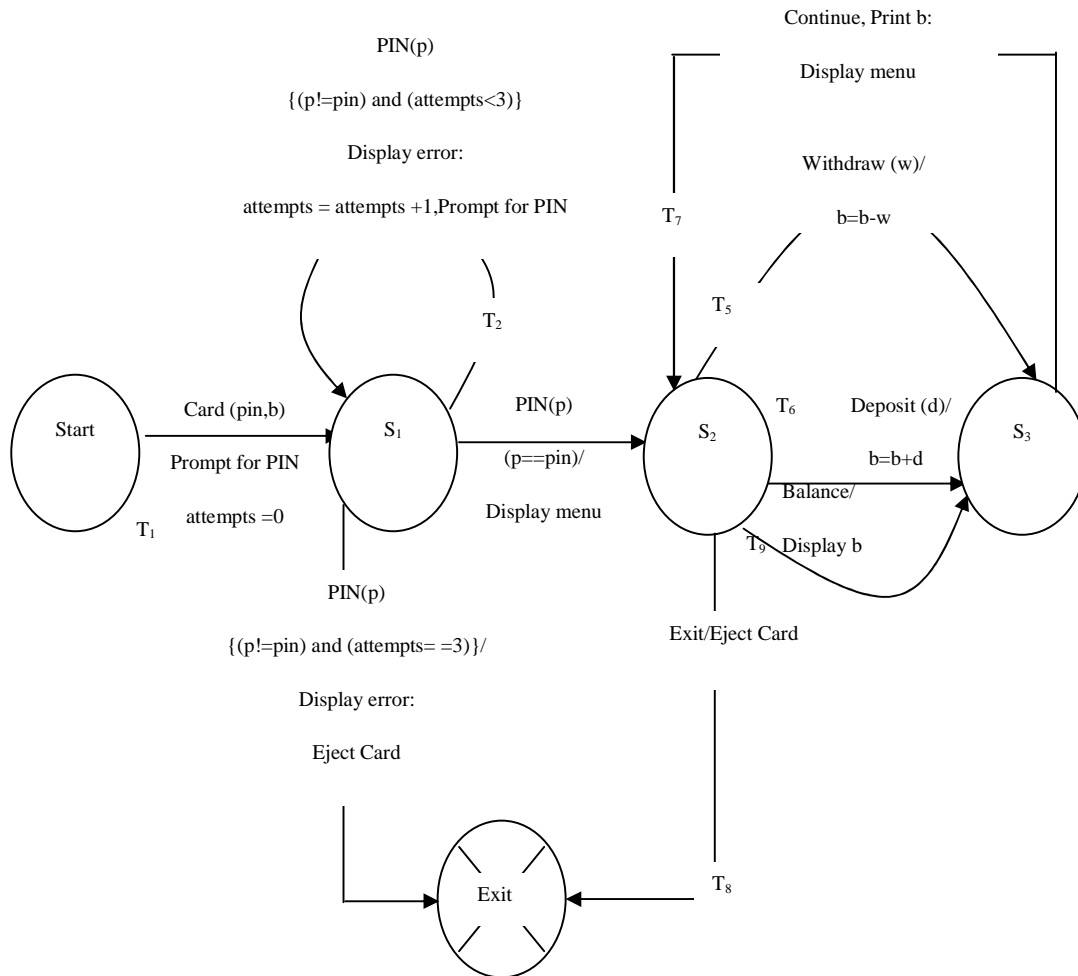 Continue, Print b:
Display menu
PIN(p)
{(p!=pin) and (attempts<3)}
Display error:
attempts = attempts +1,Prompt for PIN
Withdraw (w)/
b=b-w
T7
T5
T2
Start
Card (pin,b)
Prompt for PIN
attempts =0
T1
S1
PIN(p)
(p==pin)/
Display menu
S2
T6
Deposit (d)/
b=b+d
S3
Balance/
Display b
T9
PIN(p)
{(p!=pin) and (attempts= =3)}/
Display error:
Eject Card
Exit/Eject Card
T8
Exit